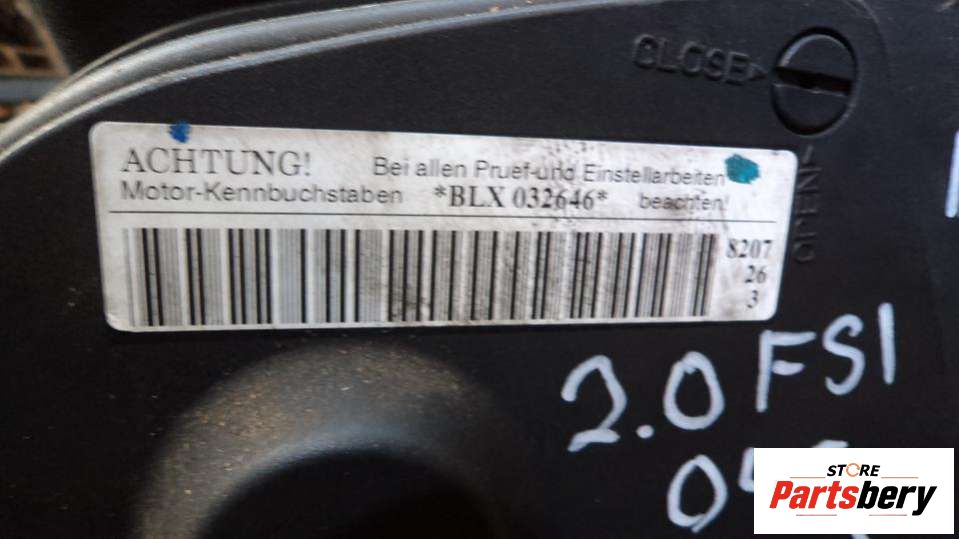 CLOSE
OPEN
ACHTUNG! Bei allen Pruef-und Einstellarbeiten
Motor-Kennbuchstaben *BLX 032646* beachten!
8207
26
3
2.0 FSI
STORE
Partsbery